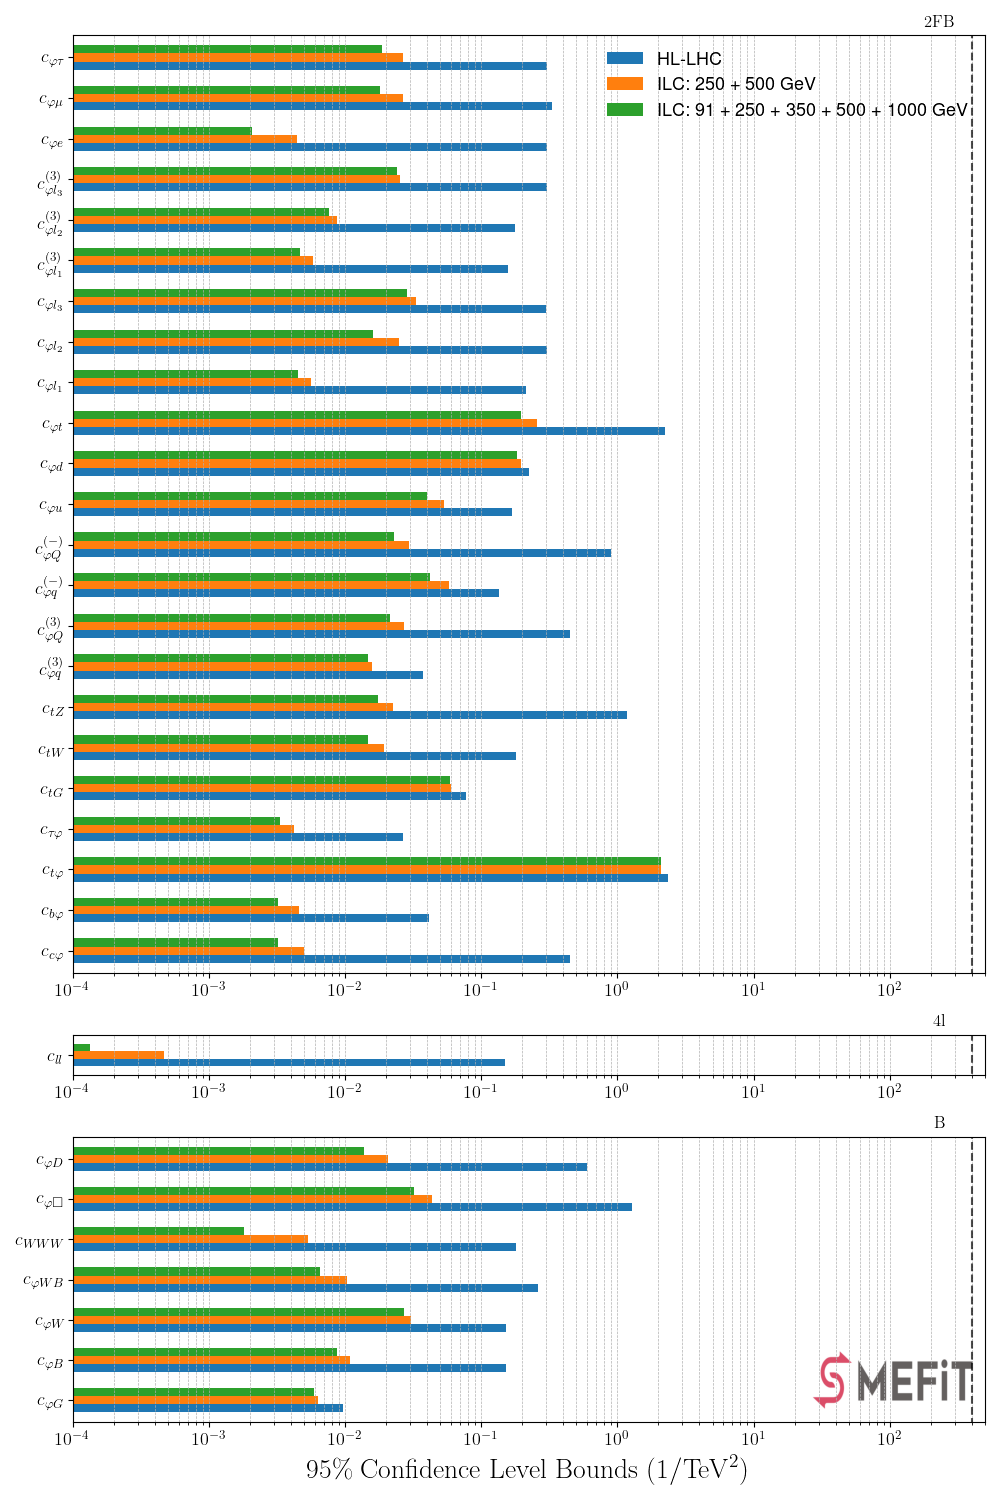 2FB
HL-LHC
ILC: 250 + 500 GeV
ILC: 91 + 250 + 350 + 500 + 1000 GeV
c_{φτ}
c_{φμ}
c_{φe}
c^{(3)}_{φl_3}
c^{(3)}_{φl_2}
c^{(3)}_{φl_1}
c_{φl_3}
c_{φl_2}
c_{φl_1}
c_{φt}
c_{φd}
c_{φu}
c^{(−)}_{φQ}
c^{(−)}_{φq}
c^{(3)}_{φQ}
c^{(3)}_{φq}
c_{tZ}
c_{tW}
c_{tG}
c_{τφ}
c_{tφ}
c_{bφ}
c_{cφ}
10^{−4} 10^{−3} 10^{−2} 10^{−1} 10^{0} 10^{1} 10^{2}
4l
c_{ll}
10^{−4} 10^{−3} 10^{−2} 10^{−1} 10^{0} 10^{1} 10^{2}
B
c_{φD}
c_{φ□}
c_{WWW}
c_{φWB}
c_{φW}
c_{φB}
c_{φG}
SMEFiT
10^{−4} 10^{−3} 10^{−2} 10^{−1} 10^{0} 10^{1} 10^{2}
95% Confidence Level Bounds (1/TeV^2)